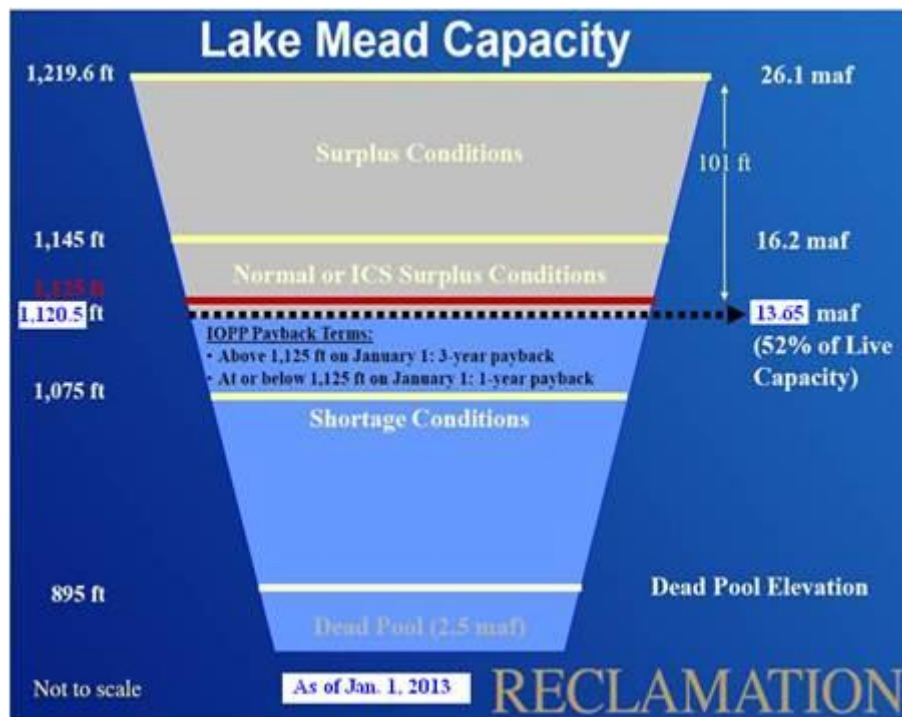 Lake Mead Capacity
1,219.6 ft
26.1 maf
Surplus Conditions
101 ft
1,145 ft
16.2 maf
Normal or ICS Surplus Conditions
1,125 ft
1,120.5 ft
13.65 maf
(52% of Live
Capacity)
IOPP Payback Terms:
• Above 1,125 ft on January 1: 3-year payback
• At or below 1,125 ft on January 1: 1-year payback
1,075 ft
Shortage Conditions
895 ft
Dead Pool Elevation
Dead Pool (2.5 maf)
Not to scale
As of Jan. 1, 2013
RECLAMATION